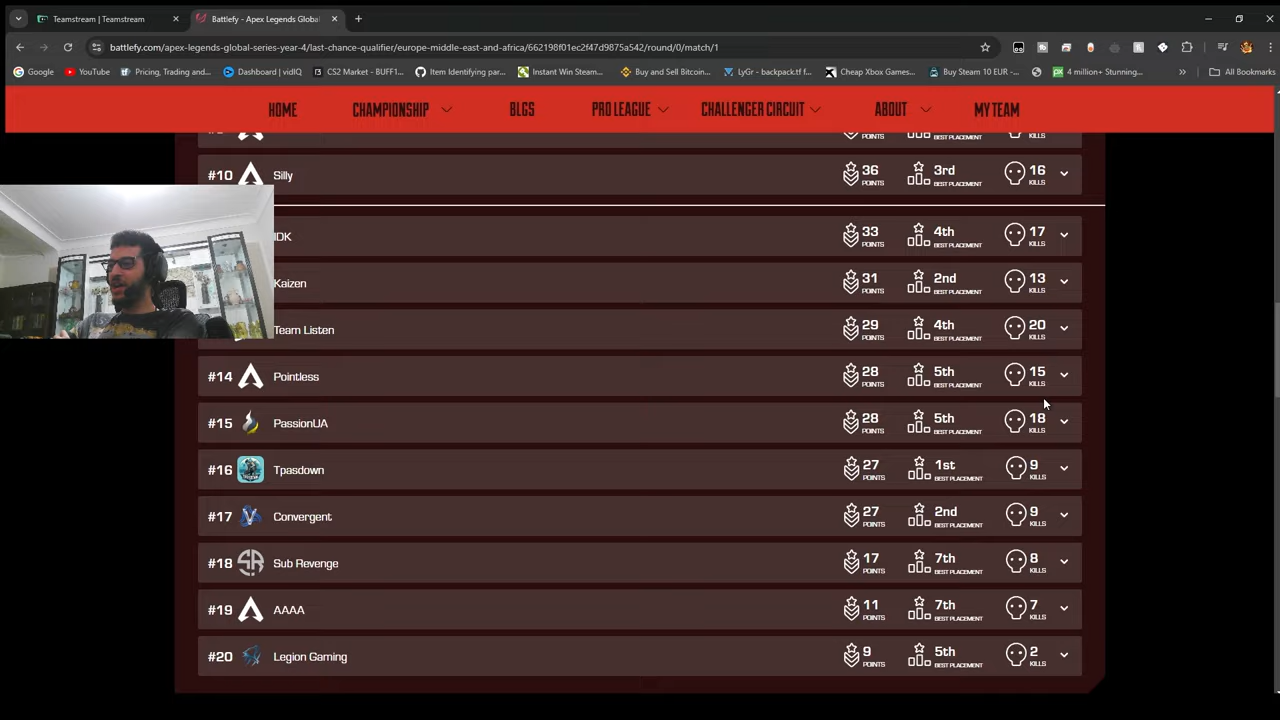 Teamstream | Teamstream
Battlefy - Apex Legends Global
battlefy.com/apex-legends-global-series-year-4/last-chance-qualifier/europe-middle-east-and-africa/662198f01ec2f47d9875a542/round/0/match/1
Google YouTube Pricing, Trading and... Dashboard | vidIQ CS2 Market - BUFF1... Item Identifying par... Instant Win Steam... Buy and Sell Bitcoin... LyGr - backpack.tf f... Cheap Xbox Games... Buy Steam 10 EUR -... 4 million+ Stunning... All Bookmarks
HOME CHAMPIONSHIP BLGS PRO LEAGUE CHALLENGER CIRCUIT ABOUT MY TEAM
POINTS BEST PLACEMENT KILLS
#10 Silly 36 POINTS 3rd BEST PLACEMENT 16 KILLS
IDK 33 POINTS 4th BEST PLACEMENT 17 KILLS
Kaizen 31 POINTS 2nd BEST PLACEMENT 13 KILLS
Team Listen 29 POINTS 4th BEST PLACEMENT 20 KILLS
#14 Pointless 28 POINTS 5th BEST PLACEMENT 15 KILLS
#15 PassionUA 28 POINTS 5th BEST PLACEMENT 18 KILLS
#16 Tpasdown 27 POINTS 1st BEST PLACEMENT 9 KILLS
#17 Convergent 27 POINTS 2nd BEST PLACEMENT 9 KILLS
#18 SR Sub Revenge 17 POINTS 7th BEST PLACEMENT 8 KILLS
#19 AAAA 11 POINTS 7th BEST PLACEMENT 7 KILLS
#20 Legion Gaming 9 POINTS 5th BEST PLACEMENT 2 KILLS